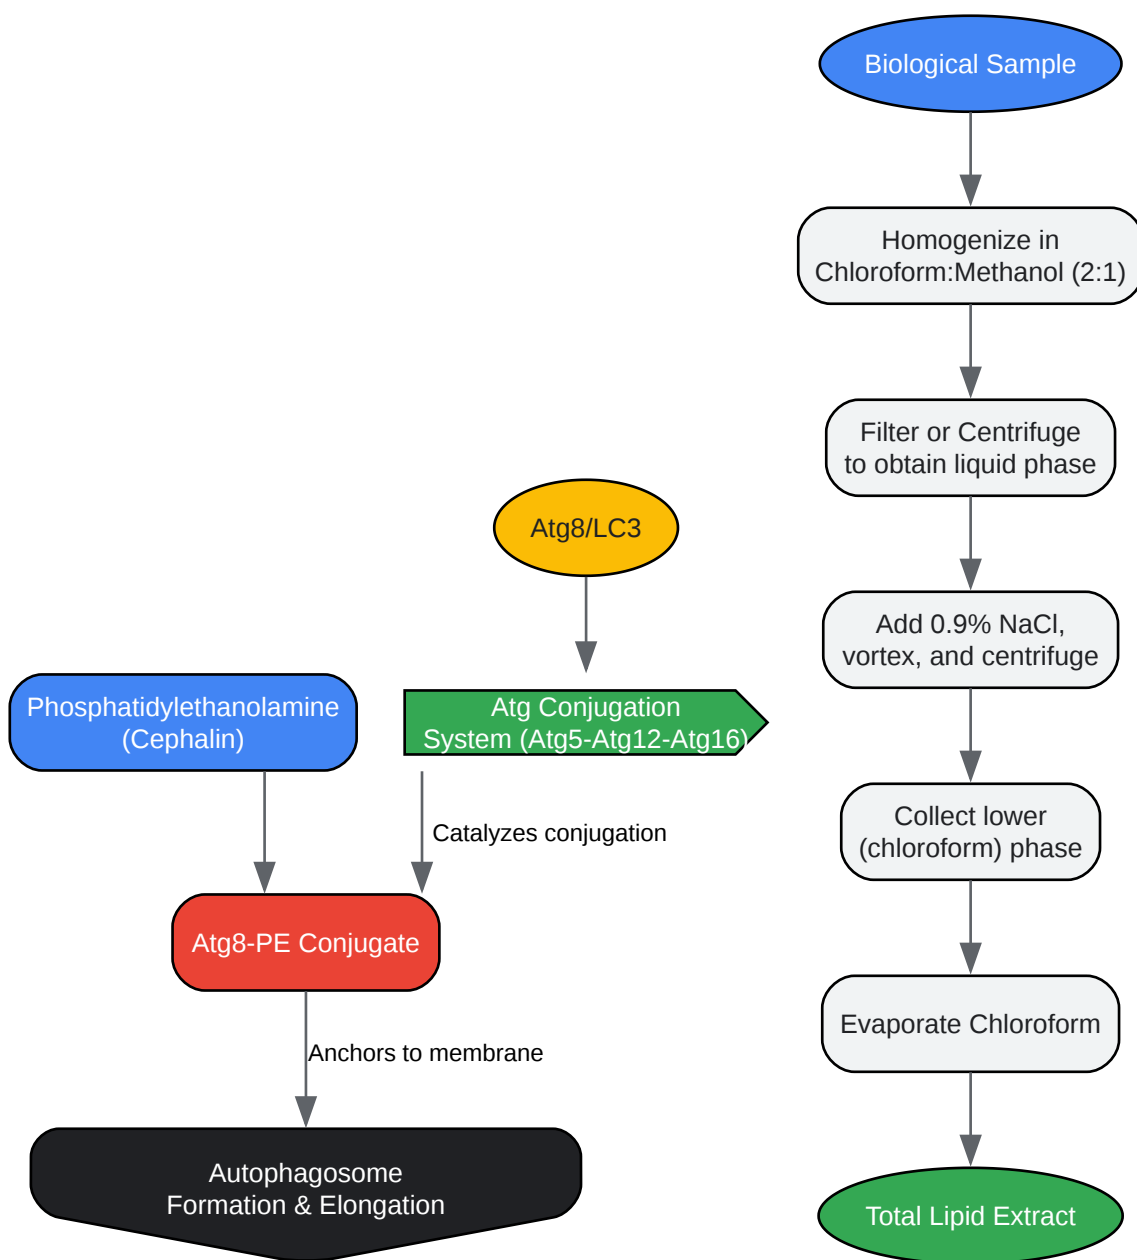 Biological Sample
Homogenize in
Chloroform:Methanol (2:1)
Filter or Centrifuge
to obtain liquid phase
Add 0.9% NaCl,
vortex, and centrifuge
Collect lower
(chloroform) phase
Evaporate Chloroform
Total Lipid Extract
Atg8/LC3
Phosphatidylethanolamine
(Cephalin)
Atg Conjugation
System (Atg5-Atg12-Atg16)
Catalyzes conjugation
Atg8-PE Conjugate
Anchors to membrane
Autophagosome
Formation & Elongation